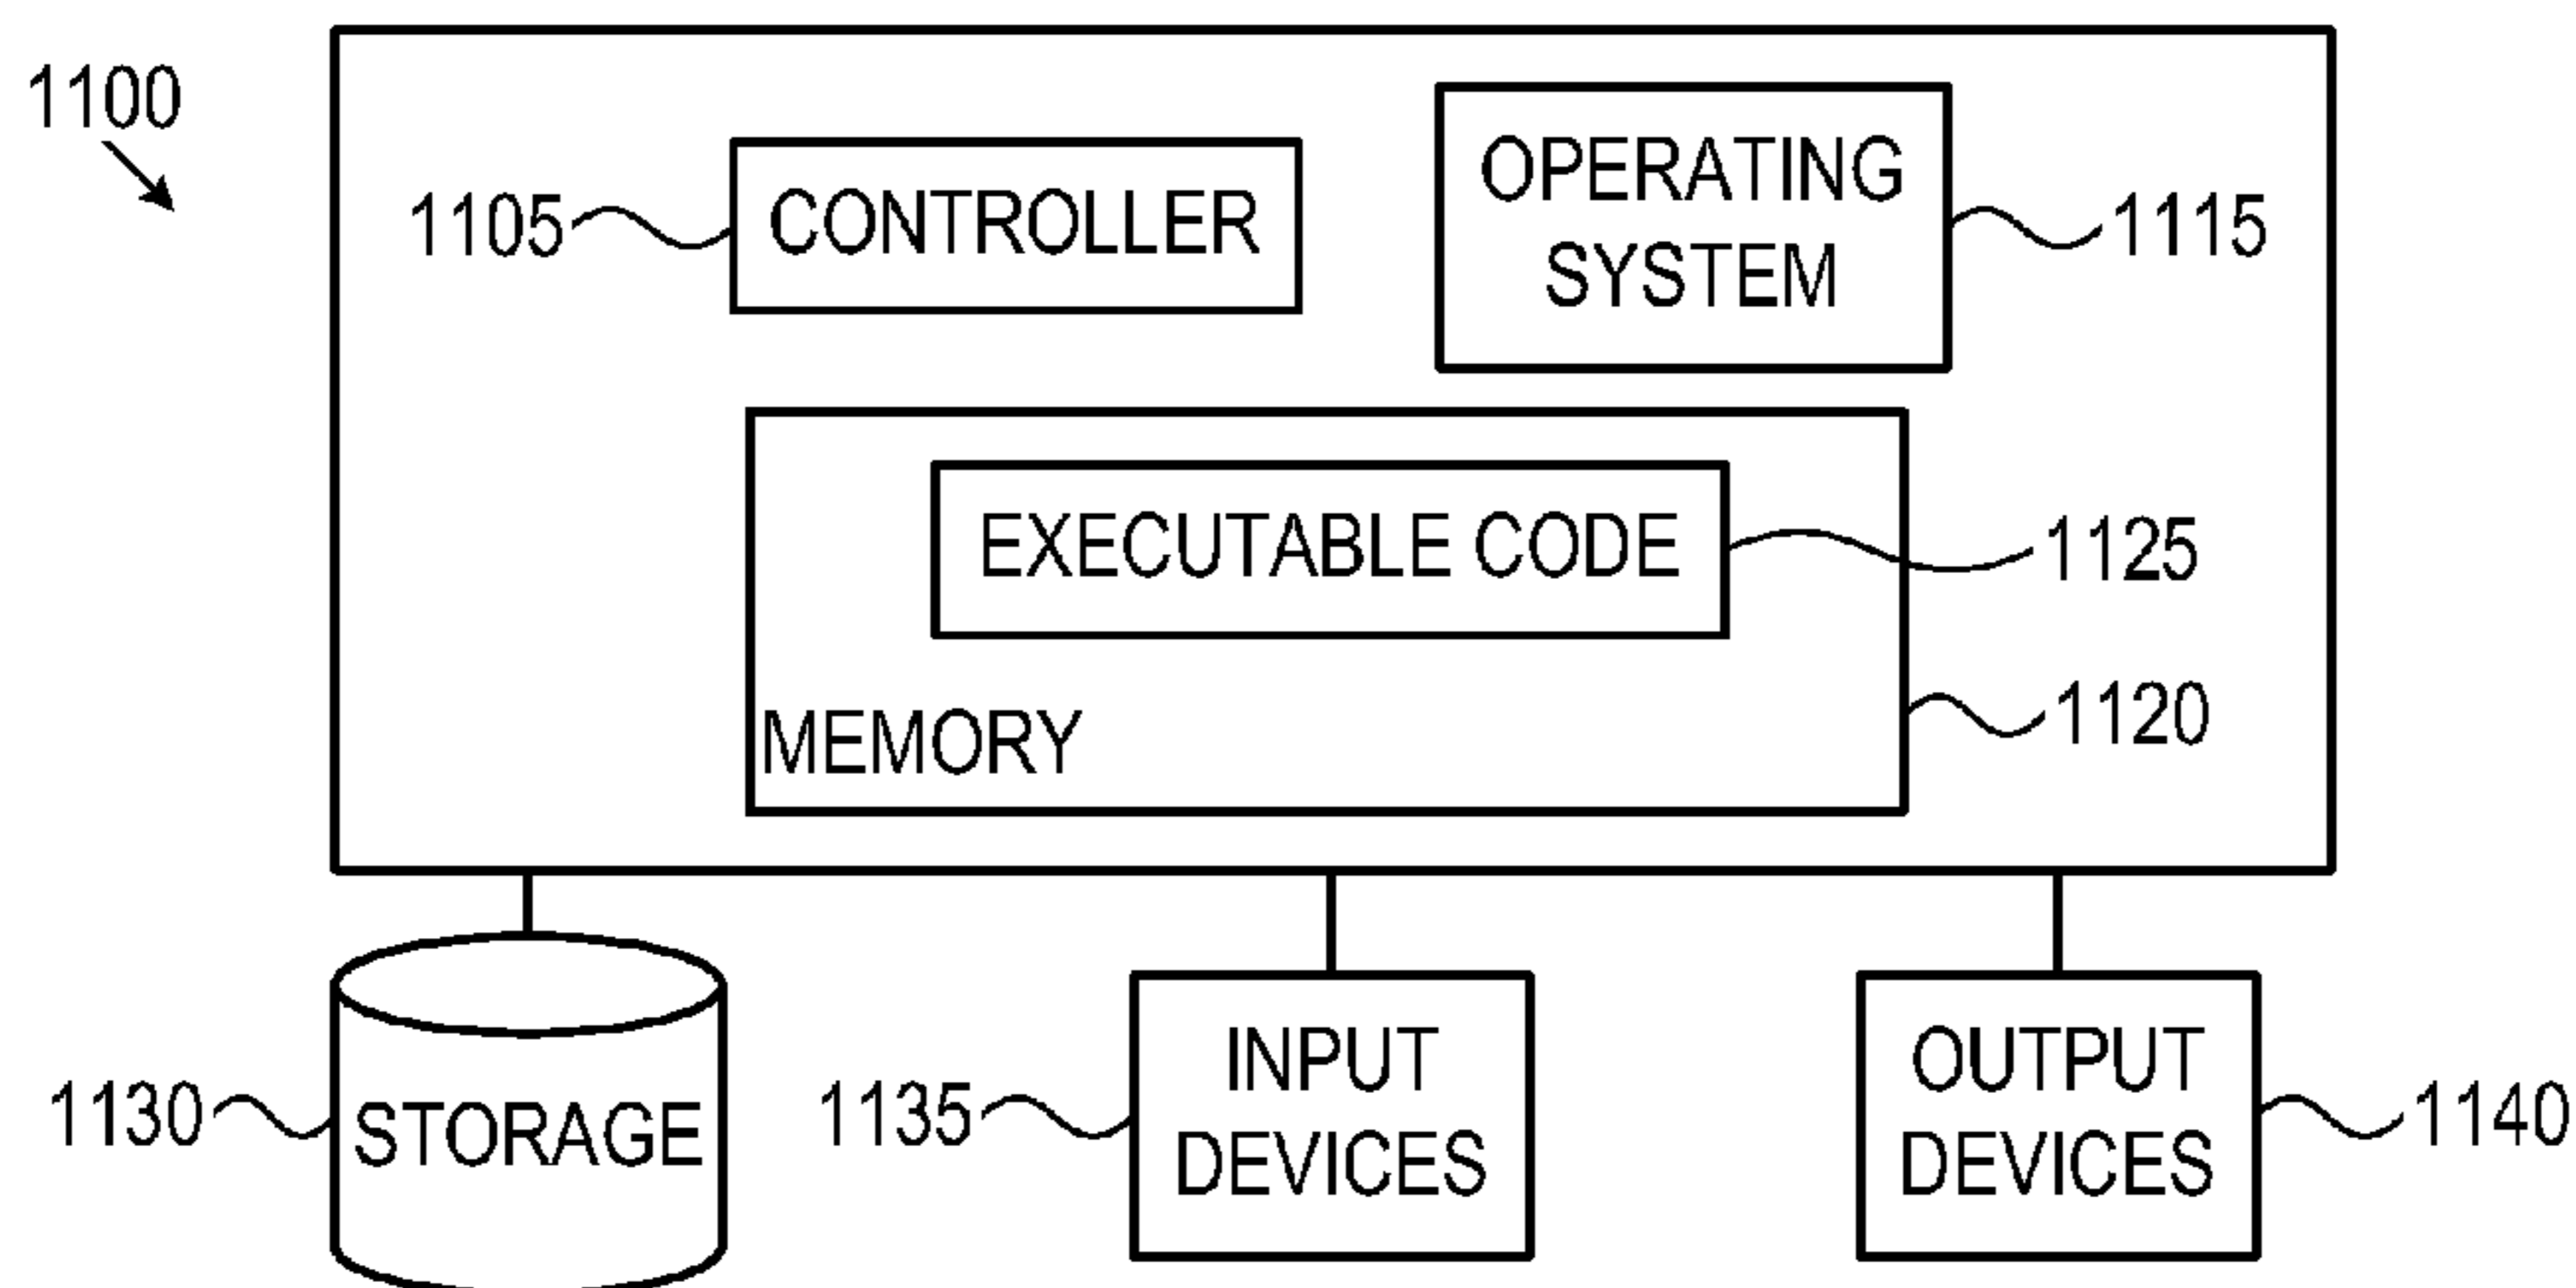 1100
1105
CONTROLLER
OPERATING
SYSTEM
1115
EXECUTABLE CODE
1125
MEMORY
1120
1130
STORAGE
1135
INPUT
DEVICES
OUTPUT
DEVICES
1140